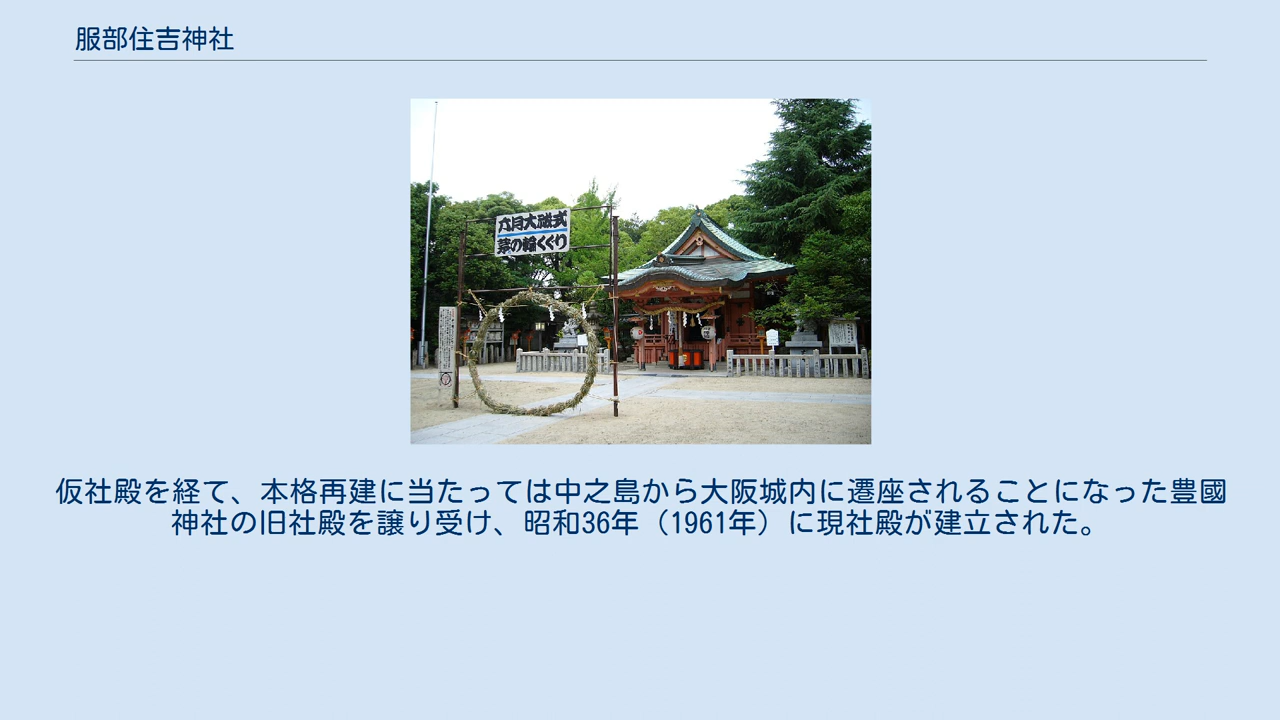 服部住吉神社
六月大祓式
茅の輪くぐり
仮社殿を経て、本格再建に当たっては中之島から大阪城内に遷座されることになった豊國
神社の旧社殿を譲り受け、昭和36年（1961年）に現社殿が建立された。